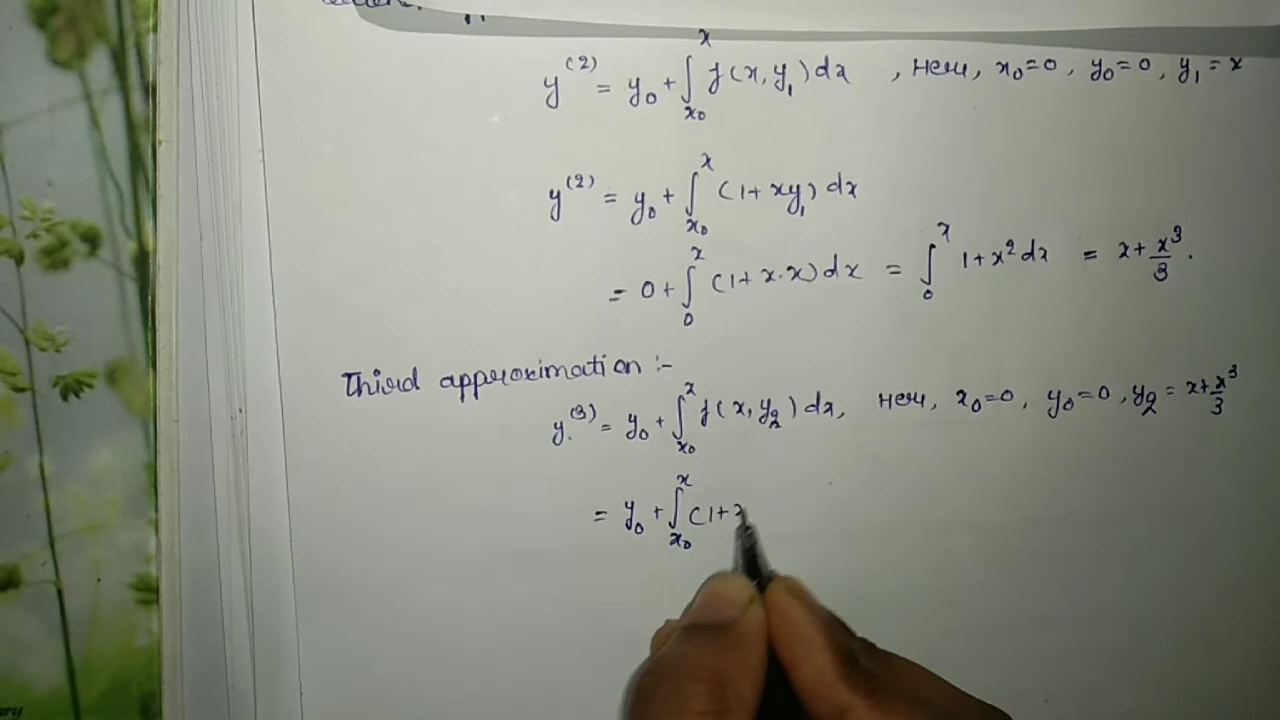 y^(2) = y₀ + ∫_{x₀}^{x} f(x, y₁) dx , Here, x₀=0, y₀=0, y₁ = x
y^(2) = y₀ + ∫_{x₀}^{x} (1 + xy₁) dx
= 0 + ∫_{0}^{x} (1 + x·x) dx = ∫_{0}^{x} 1 + x² dx = x + x³/3.
Third approximation :-
y^(3) = y₀ + ∫_{x₀}^{x} f(x, y₂) dx, Here, x₀=0, y₀=0, y₂ = x + x³/3
= y₀ + ∫_{x₀}^{x} (1+